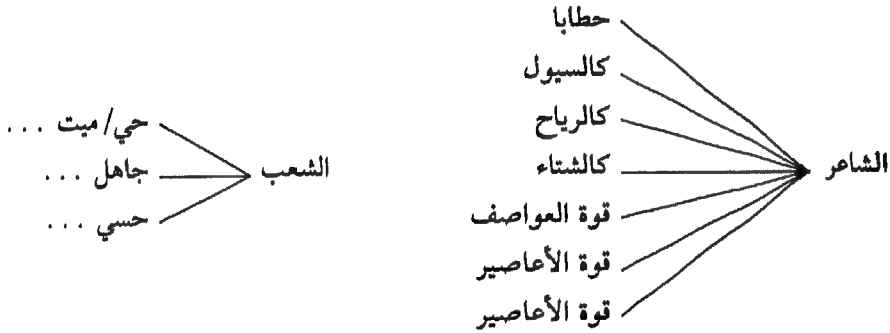 حطابا
كالسيول
كالرياح
كالشتاء
قوة العواصف
قوة الأعاصير
قوة الأعاصير
الشاعر
حي/ ميت ...
جاهل ...
حسي ...
الشعب